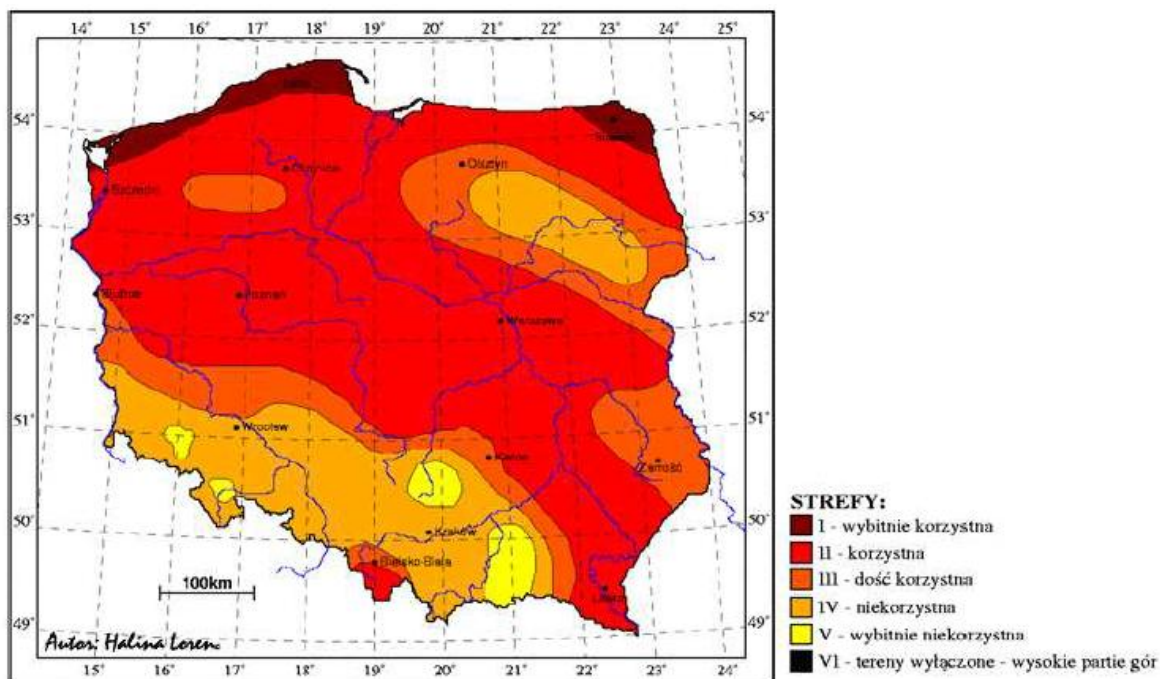 14° 15° 16° 17° 18° 19° 20° 21° 22° 23° 24°
54° 54°
Olsztyn
Szczecin
53° 53°
Słubice
Poznań
Warszawa
52° 52°
51° 51°
Wrocław
Kielce
Zamość
50° 50°
Kraków
Bielsko-Biała
100km
49° 49°
Autor: Halina Lorenc
15° 16° 17° 18° 19° 20° 21° 22° 23° 24°
STREFY:
I - wybitnie korzystna
II - korzystna
III - dość korzystna
IV - niekorzystna
V - wybitnie niekorzystna
VI - tereny wyłączone - wysokie partie gór